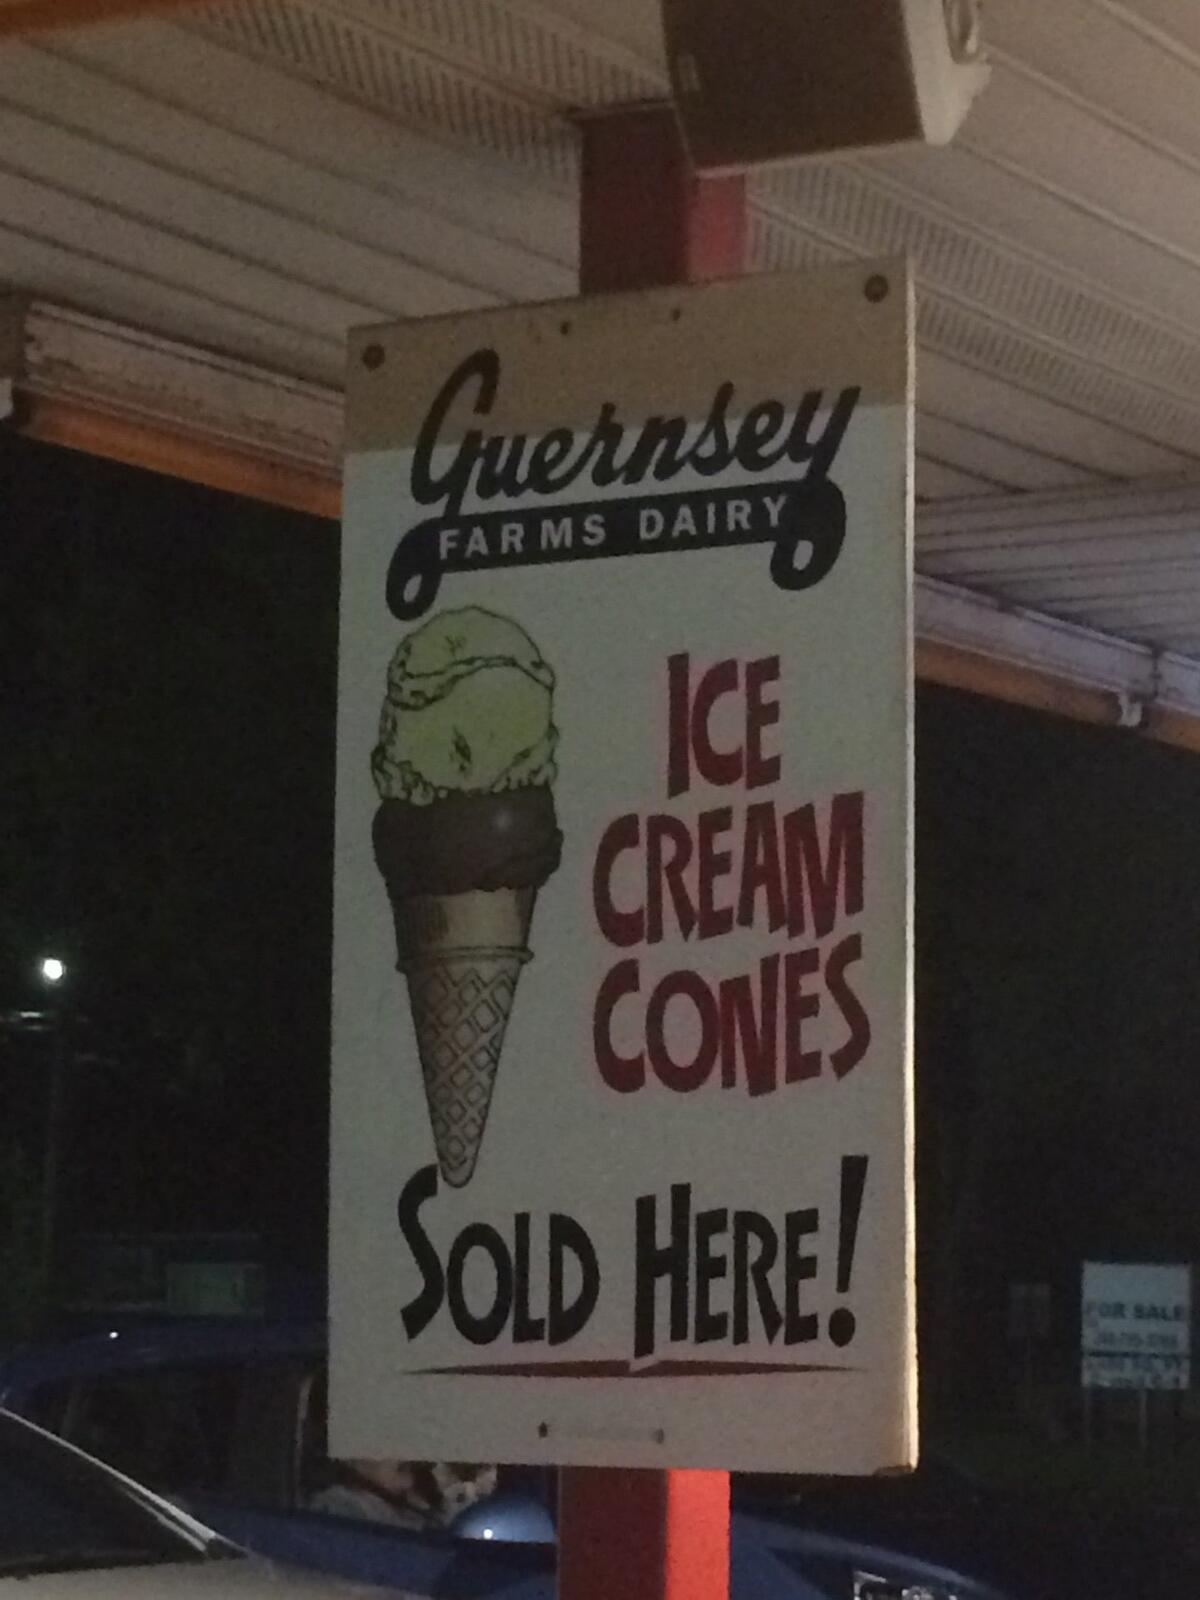 Guernsey
FARMS DAIRY
ICE
CREAM
CONES
SOLD HERE!
FOR SALE